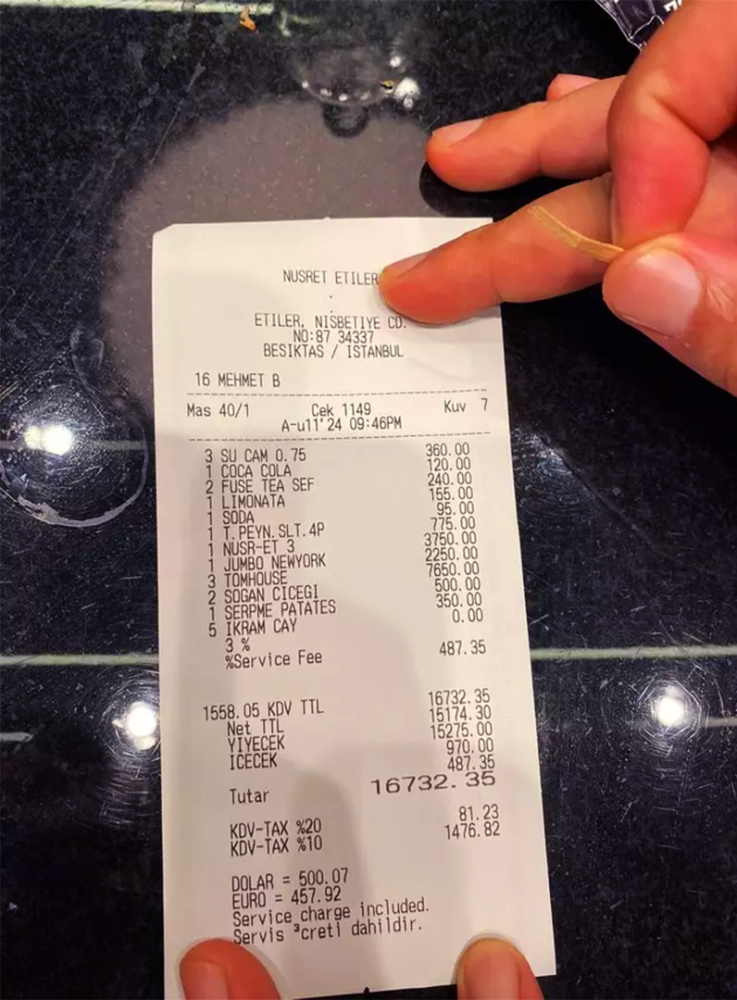 NUSRET ETILER
.
ETILER, NISBETIYE CD.
NO:87 34337
BESIKTAS / ISTANBUL
16 MEHMET B
Mas 40/1 Cek 1149 Kuv 7
A-u11'24 09:46PM
3 SU CAM 0.75 360.00
1 COCA COLA 120.00
2 FUSE TEA SEF 240.00
1 LIMONATA 155.00
1 SODA 95.00
1 T.PEYN.SLT.4P 775.00
1 NUSR-ET 3 3750.00
1 JUMBO NEWYORK 2250.00
3 TOMHOUSE 7650.00
2 SOGAN CICEGI 500.00
1 SERPME PATATES 350.00
5 IKRAM CAY 0.00
3 %
%Service Fee 487.35
1558.05 KDV TTL 16732.35
Net TTL 15174.30
YIYECEK 15275.00
ICECEK 970.00
487.35
Tutar 16732.35
KDV-TAX %20 81.23
KDV-TAX %10 1476.82
DOLAR = 500.07
EURO = 457.92
Service charge included.
Servis ³creti dahildir.